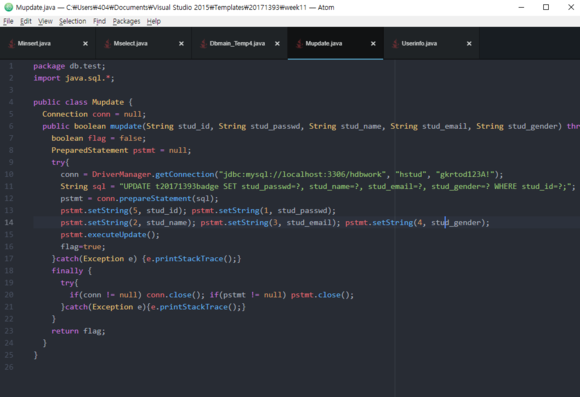 Mupdate.java — C:₩Users₩404₩Documents₩Visual Studio 2015₩Templates₩20171393₩week11 — Atom
File Edit View Selection Find Packages Help
Minsert.java Mselect.java Dbmain_Temp4.java Mupdate.java Userinfo.java
1 package db.test;
2 import java.sql.*;
3
4 public class Mupdate {
5 Connection conn = null;
6 public boolean mupdate(String stud_id, String stud_passwd, String stud_name, String stud_email, String stud_gender) thr
7 boolean flag = false;
8 PreparedStatement pstmt = null;
9 try{
10 conn = DriverManager.getConnection("jdbc:mysql://localhost:3306/hdbwork", "hstud", "gkrtod123A!");
11 String sql = "UPDATE t20171393badge SET stud_passwd=?, stud_name=?, stud_email=?, stud_gender=? WHERE stud_id=?;";
12 pstmt = conn.prepareStatement(sql);
13 pstmt.setString(5, stud_id); pstmt.setString(1, stud_passwd);
14 pstmt.setString(2, stud_name); pstmt.setString(3, stud_email); pstmt.setString(4, stud_gender);
15 pstmt.executeUpdate();
16 flag=true;
17 }catch(Exception e) {e.printStackTrace();}
18 finally {
19 try{
20 if(conn != null) conn.close(); if(pstmt != null) pstmt.close();
21 }catch(Exception e){e.printStackTrace();}
22 }
23 return flag;
24 }
25 }
26